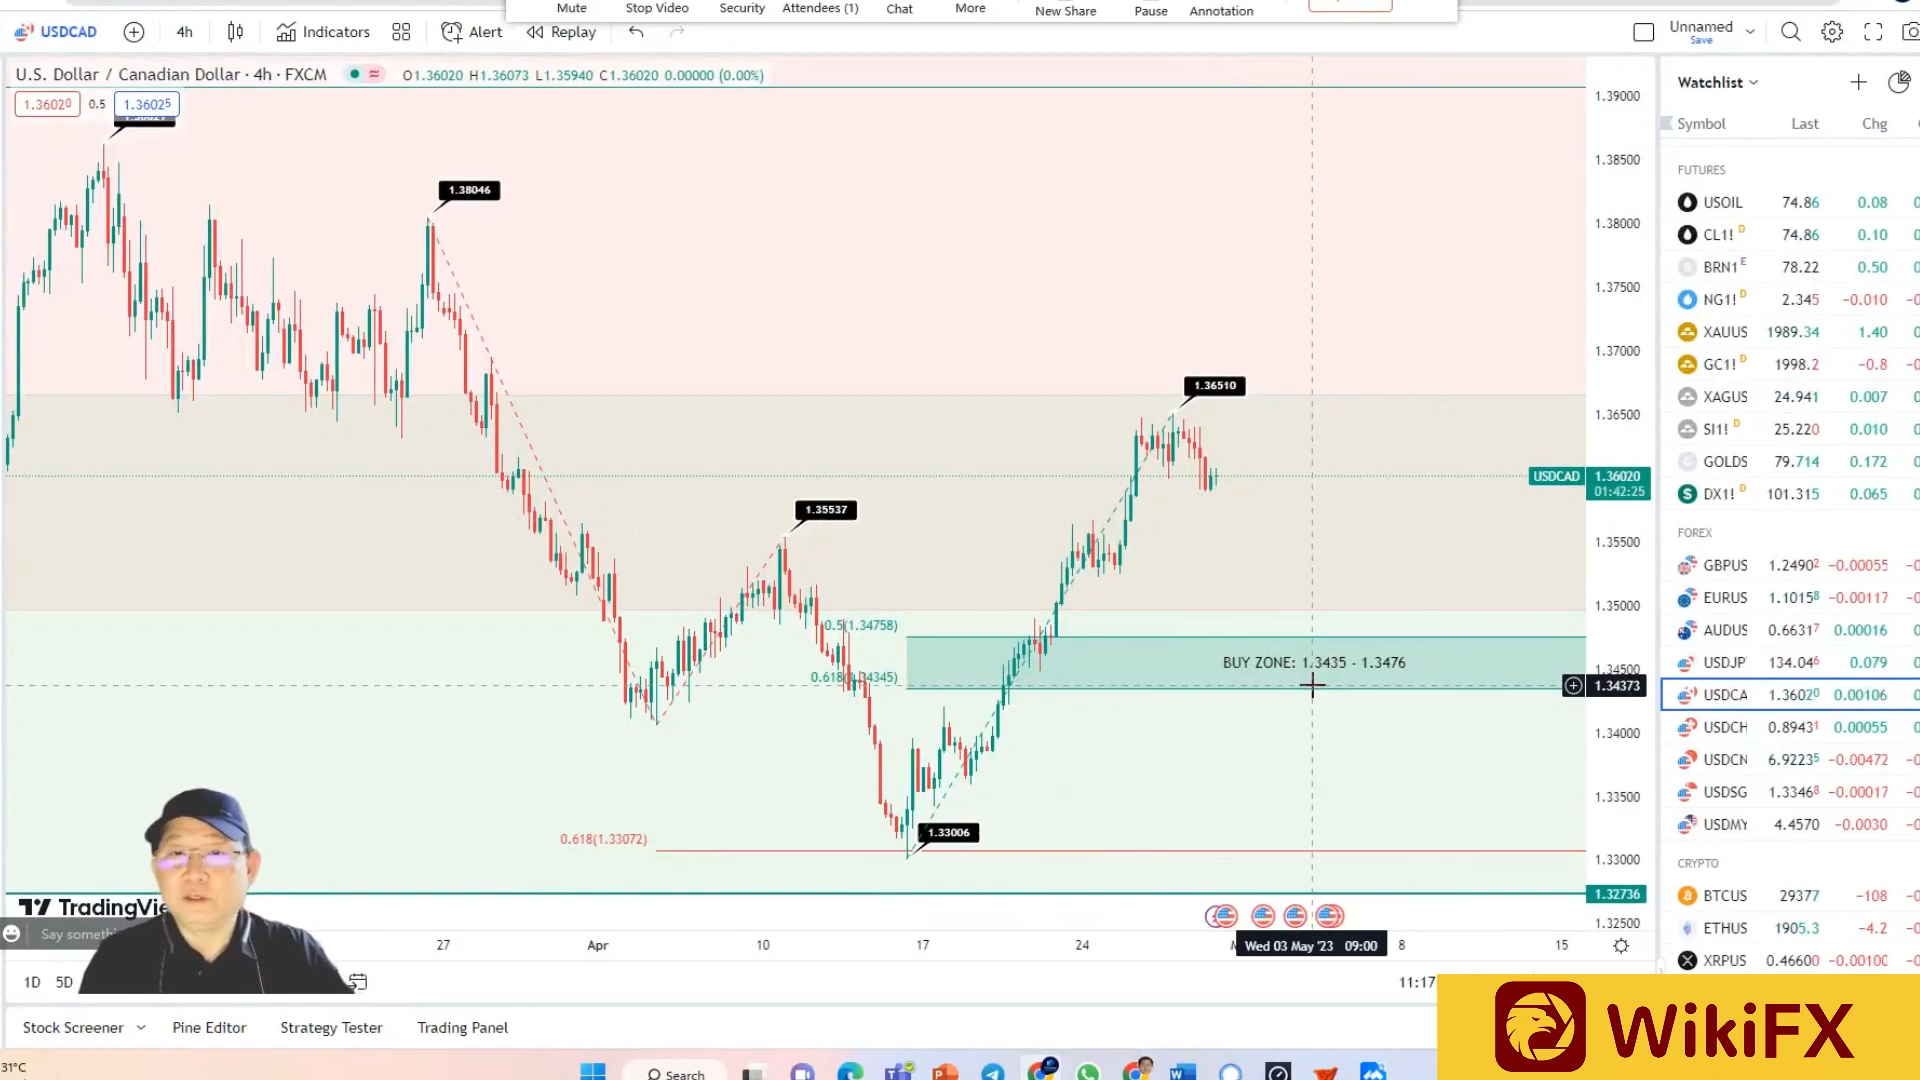 Mute Stop Video Security Attendees (1) Chat More New Share Pause Annotation
USDCAD 4h Indicators Alert Replay Unnamed
Save
U.S. Dollar / Canadian Dollar · 4h · FXCM O1.36020 H1.36073 L1.35940 C1.36020 0.00000 (0.00%)
1.36020 0.5 1.36025
Watchlist
Symbol Last Chg
FUTURES
USOIL 74.86 0.08
CL1! D 74.86 0.10
BRN1 E 78.22 0.50
NG1! D 2.345 -0.010
XAUUS 1989.34 1.40
GC1! D 1998.2 -0.8
XAGUS 24.941 0.007
SI1! D 25.220 0.010
GOLDS 79.714 0.172
DX1! D 101.315 0.065
FOREX
GBPUS 1.24902 -0.00055
EURUS 1.10158 -0.00117
AUDUS 0.66317 0.00016
USDJP 134.046 0.079
USDCA 1.36020 0.00106
USDCH 0.89431 0.00055
USDCN 6.92235 -0.00472
USDSG 1.33468 -0.00017
USDMY 4.4570 -0.0030
CRYPTO
BTCUS 29377 -108
ETHUS 1905.3 -4.2
XRPUS 0.46600 -0.00100
1.38046
1.36510
1.35537
0.5(1.34758)
BUY ZONE: 1.3435 - 1.3476
0.618(1.34345)
1.33006
0.618(1.33072)
1.39000
1.38500
1.38000
1.37500
1.37000
1.36500
USDCAD 1.36020
01:42:25
1.35500
1.35000
1.34500
1.34373
1.34000
1.33500
1.33000
1.32736
1.32500
TradingVie
Say someth
27 Apr 10 17 24 Wed 03 May '23 09:00 8 15
1D 5D 11:17
Stock Screener Pine Editor Strategy Tester Trading Panel
31°C Search
WikiFX